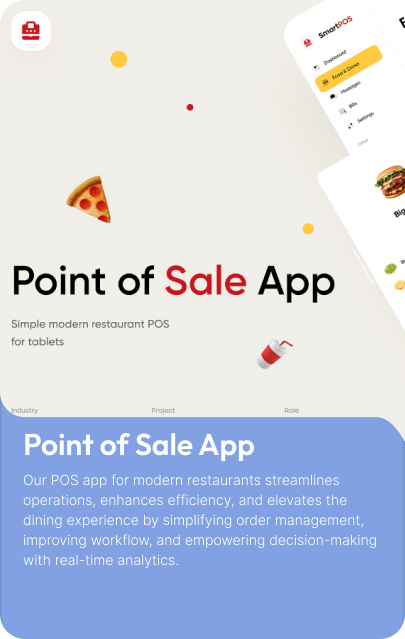 SmartPOS
Dashboard
Food & Drinks
Messages
Bills
Settings
Other
Point of Sale App
Simple modern restaurant POS
for tablets
Industry
Project
Role
Point of Sale App
Our POS app for modern restaurants streamlines
operations, enhances efficiency, and elevates the
dining experience by simplifying order management,
improving workflow, and empowering decision-making
with real-time analytics.